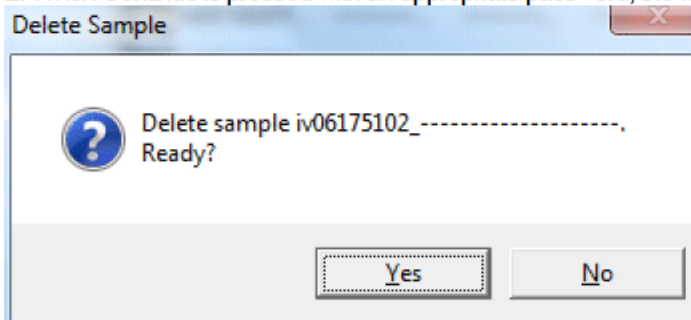 Delete Sample
Delete sample iv06175102_--------------------.
Ready?
Yes
No